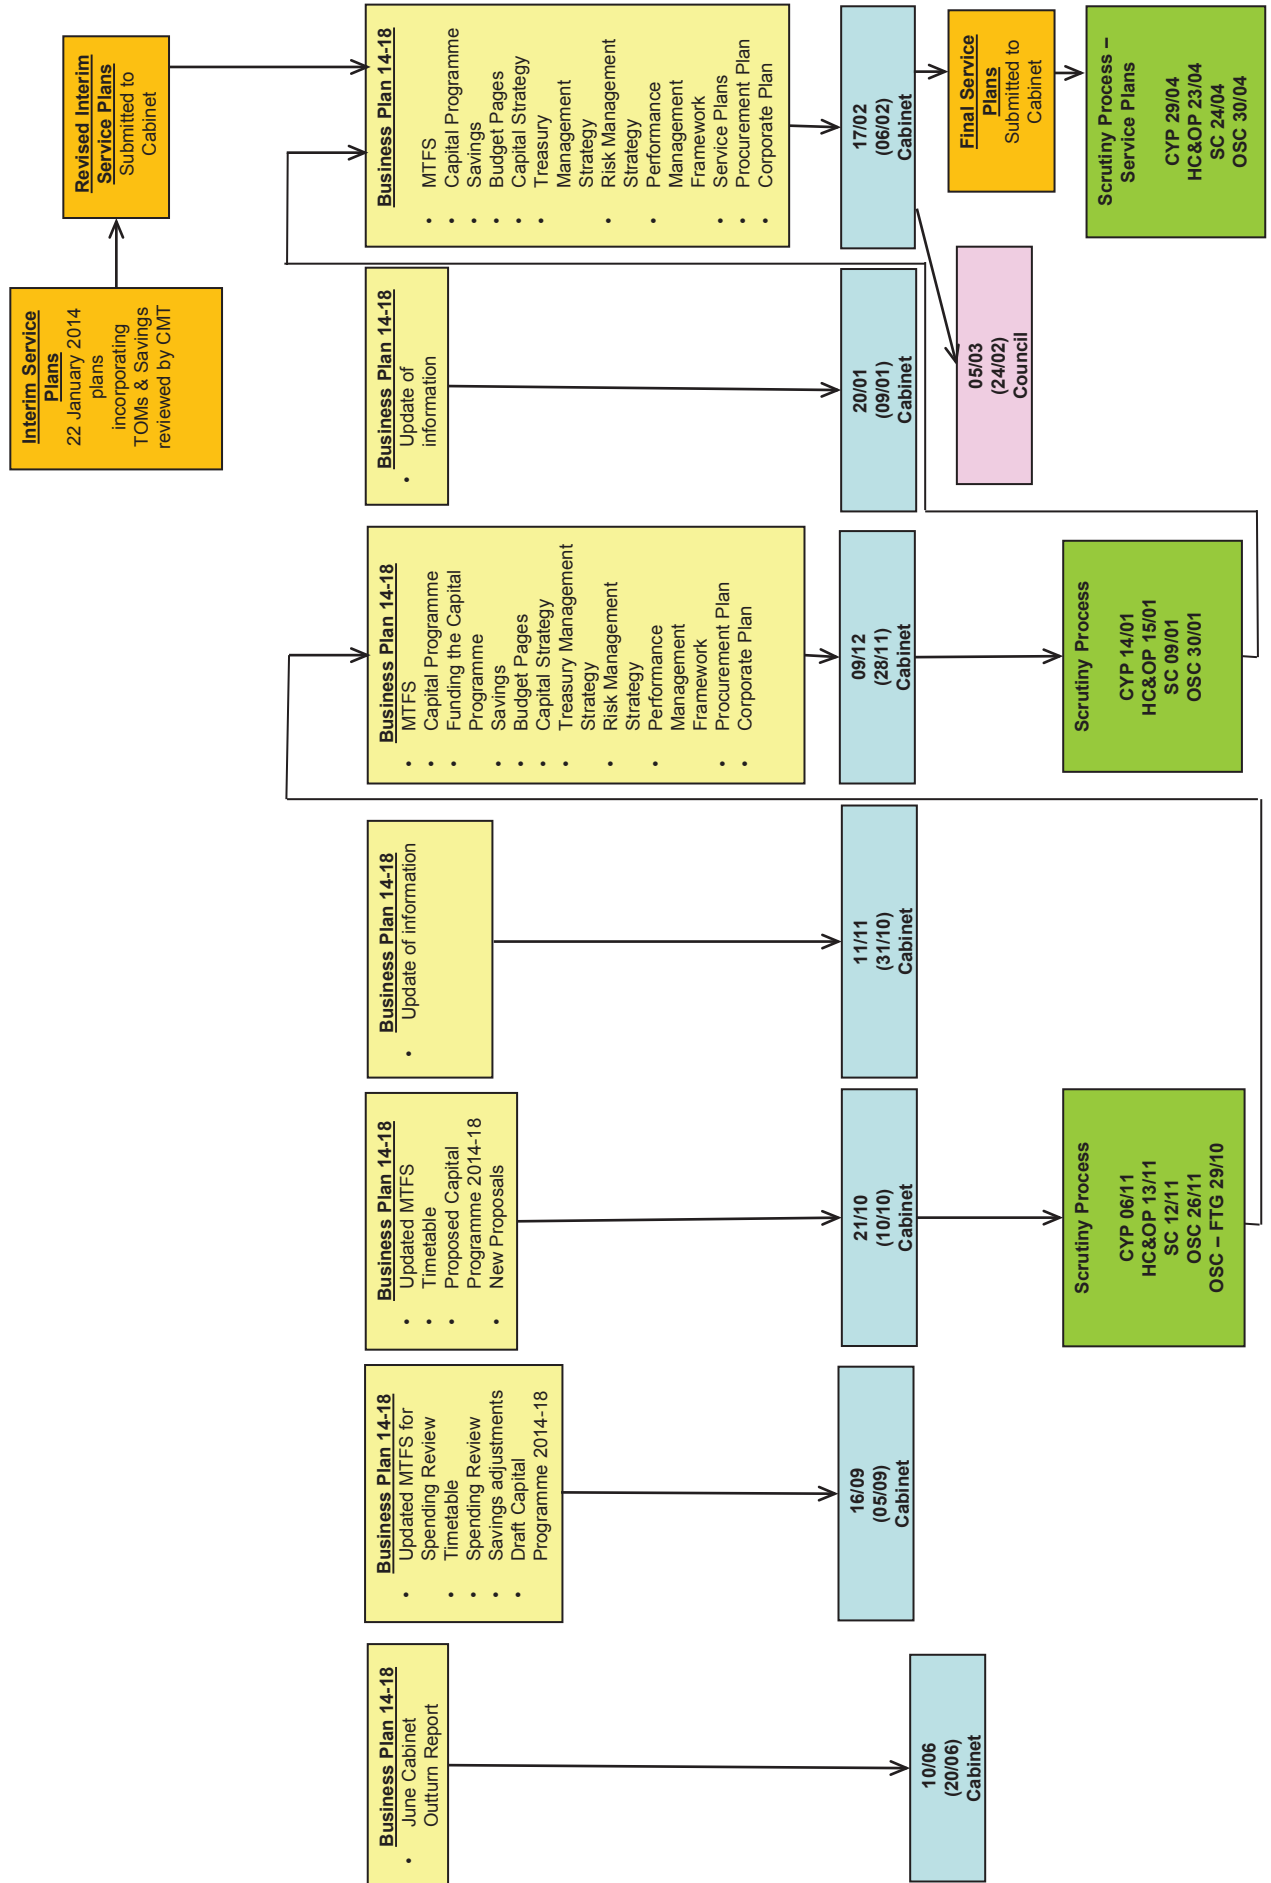 Interim Service
Plans
22 January 2014
plans
incorporating
TOMs & Savings
reviewed by CMT
Revised Interim
Service Plans
Submitted to
Cabinet
Business Plan 14-18
• June Cabinet
Outturn Report
Business Plan 14-18
• Updated MTFS for
Spending Review
• Timetable
• Spending Review
• Savings adjustments
• Draft Capital
Programme 2014-18
Business Plan 14-18
• Updated MTFS
• Timetable
• Proposed Capital
Programme 2014-18
• New Proposals
Business Plan 14-18
• Update of information
Business Plan 14-18
• MTFS
• Capital Programme
• Funding the Capital
Programme
• Savings
• Budget Pages
• Capital Strategy
• Treasury Management
Strategy
• Risk Management
Strategy
• Performance
Management
Framework
• Procurement Plan
• Corporate Plan
Business Plan 14-18
• Update of
information
Business Plan 14-18
• MTFS
• Capital Programme
• Savings
• Budget Pages
• Capital Strategy
• Treasury
Management
Strategy
• Risk Management
Strategy
• Performance
Management
Framework
• Service Plans
• Procurement Plan
• Corporate Plan
10/06
(20/06)
Cabinet
16/09
(05/09)
Cabinet
21/10
(10/10)
Cabinet
11/11
(31/10)
Cabinet
09/12
(28/11)
Cabinet
20/01
(09/01)
Cabinet
17/02
(06/02)
Cabinet
05/03
(24/02)
Council
Final Service
Plans
Submitted to
Cabinet
Scrutiny Process
CYP 06/11
HC&OP 13/11
SC 12/11
OSC 26/11
OSC – FTG 29/10
Scrutiny Process
CYP 14/01
HC&OP 15/01
SC 09/01
OSC 30/01
Scrutiny Process –
Service Plans
CYP 29/04
HC&OP 23/04
SC 24/04
OSC 30/04